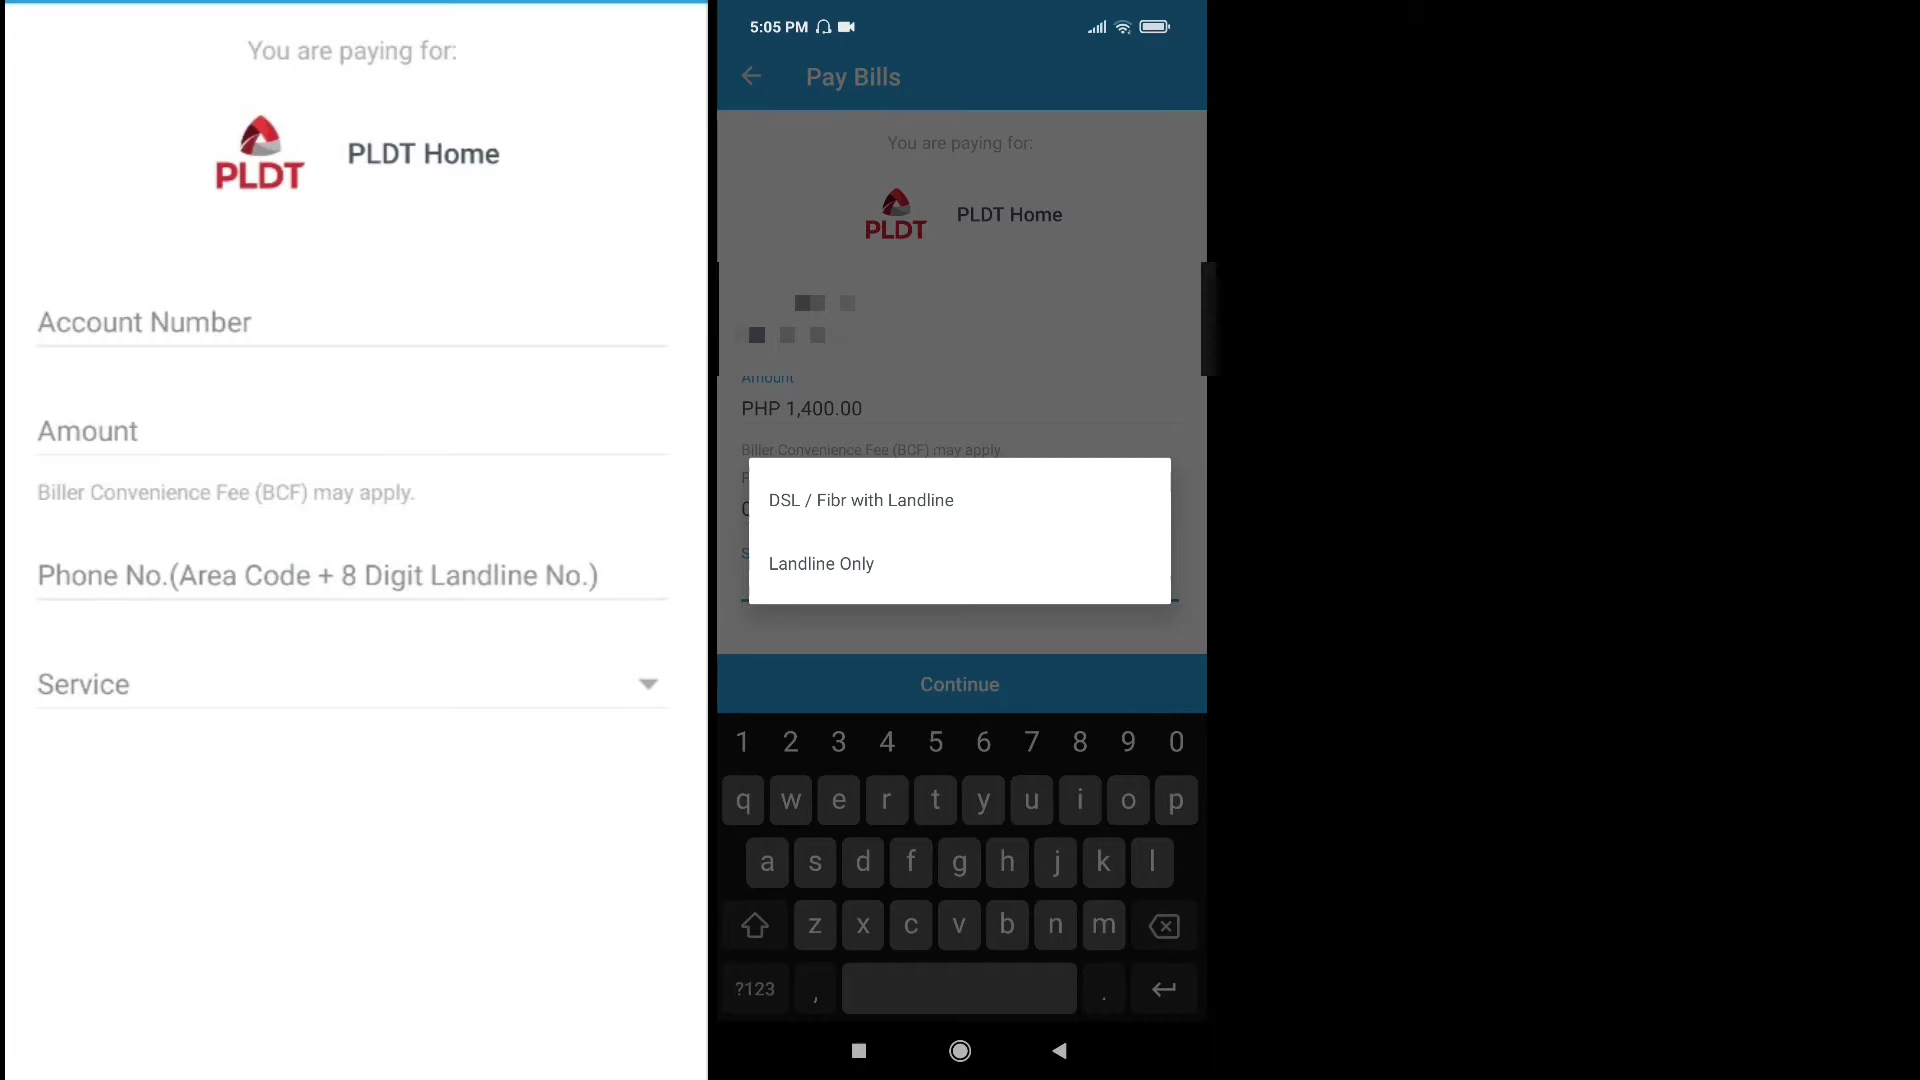 You are paying for:
PLDT
PLDT Home
Account Number
Amount
Biller Convenience Fee (BCF) may apply.
Phone No.(Area Code + 8 Digit Landline No.)
Service
5:05 PM
Pay Bills
You are paying for:
PLDT
PLDT Home
Amount
PHP 1,400.00
Biller Convenience Fee (BCF) may apply.
DSL / Fibr with Landline
Landline Only
Continue
1 2 3 4 5 6 7 8 9 0
q w e r t y u i o p
a s d f g h j k l
z x c v b n m
?123 , .